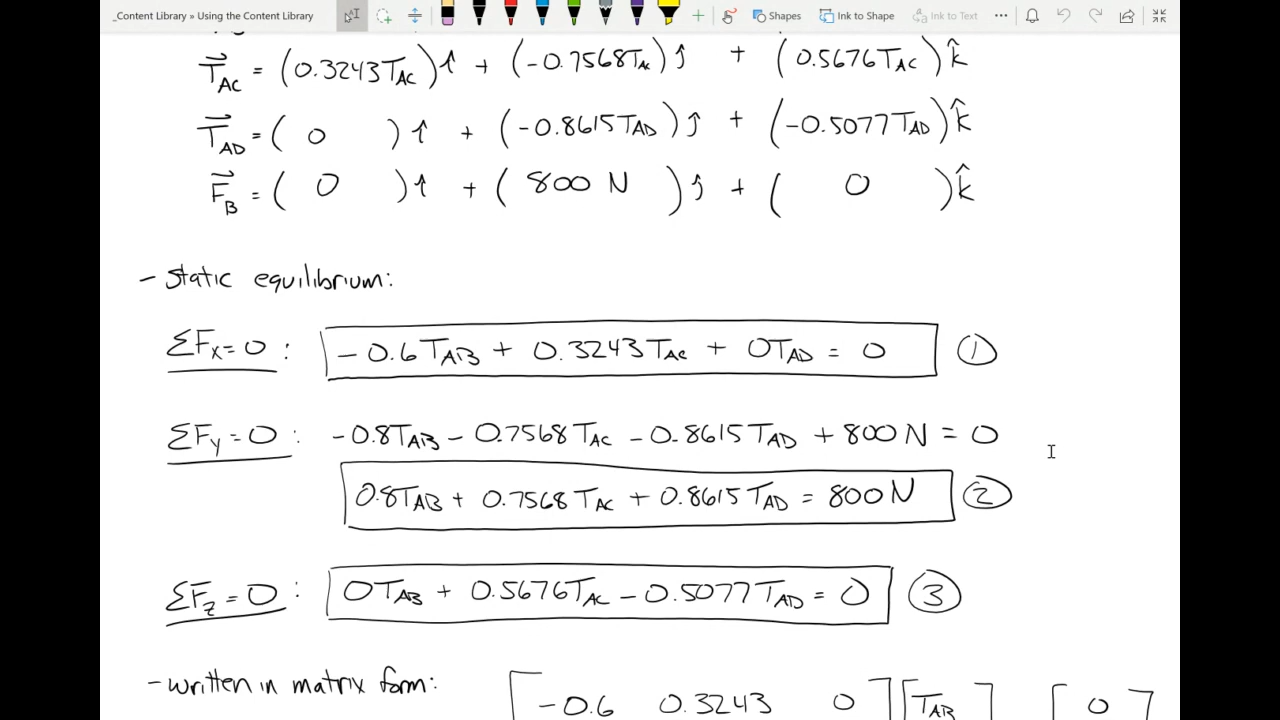 _Content Library » Using the Content Library
Shapes
Ink to Shape
Ink to Text
T⃗AC = (0.3243TAC) î + (-0.7568TAC) ĵ + (0.5676TAC) k̂
T⃗AD = ( 0 ) î + (-0.8615TAD) ĵ + (-0.5077TAD) k̂
F⃗B = ( 0 ) î + ( 800 N ) ĵ + ( 0 ) k̂
- static equilibrium:
ΣFx=0 : -0.6TAB + 0.3243TAC + 0TAD = 0 ①
ΣFy=0 : -0.8TAB - 0.7568TAC - 0.8615TAD + 800N = 0
0.8TAB + 0.7568TAC + 0.8615TAD = 800N ②
ΣFz=0 : 0TAB + 0.5676TAC - 0.5077TAD = 0 ③
- written in matrix form:
[ -0.6 0.3243 0 ] [ TAB ] [ 0 ]